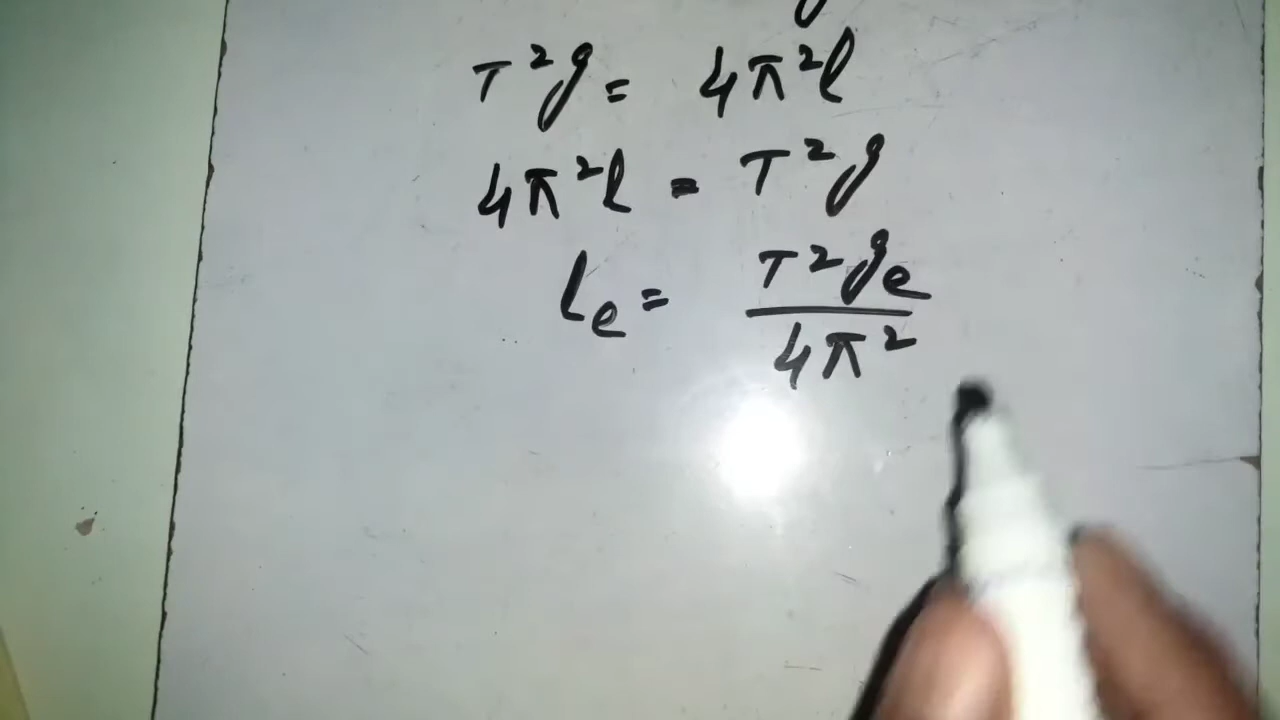 T²g = 4π²l
4π²l = T²g
le = T²ge / 4π²